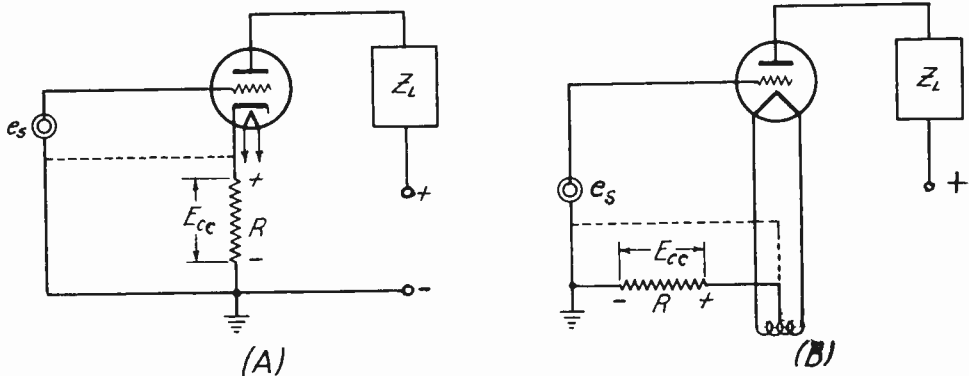 e_s
Z_L
+
E_cc
+
R
-
-
(A)
e_s
Z_L
+
E_cc
-
R
+
(B)